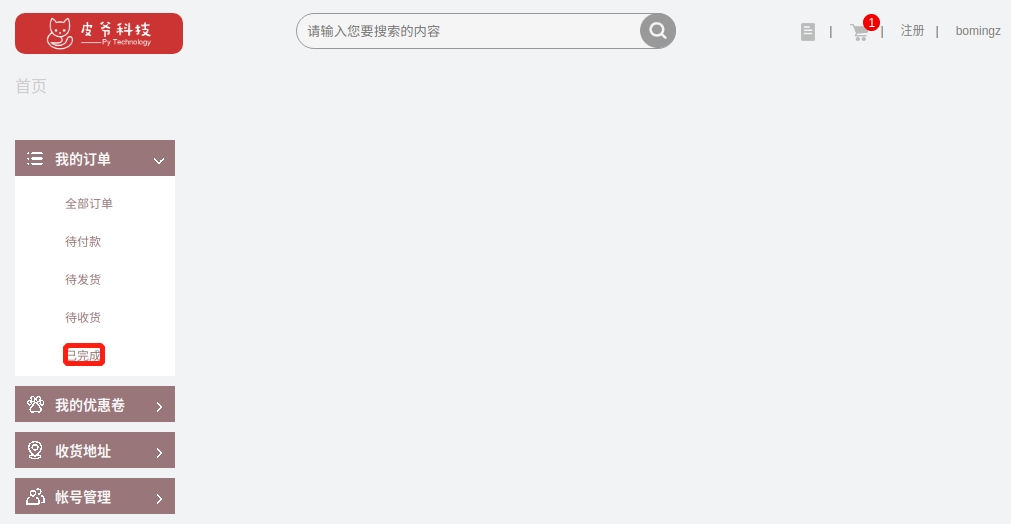 皮爷科技
Py Technology
请输入您要搜索的内容
1
|
|
注册
|
bomingz
首页
我的订单
全部订单
待付款
待发货
待收货
已完成
我的优惠卷
收货地址
帐号管理